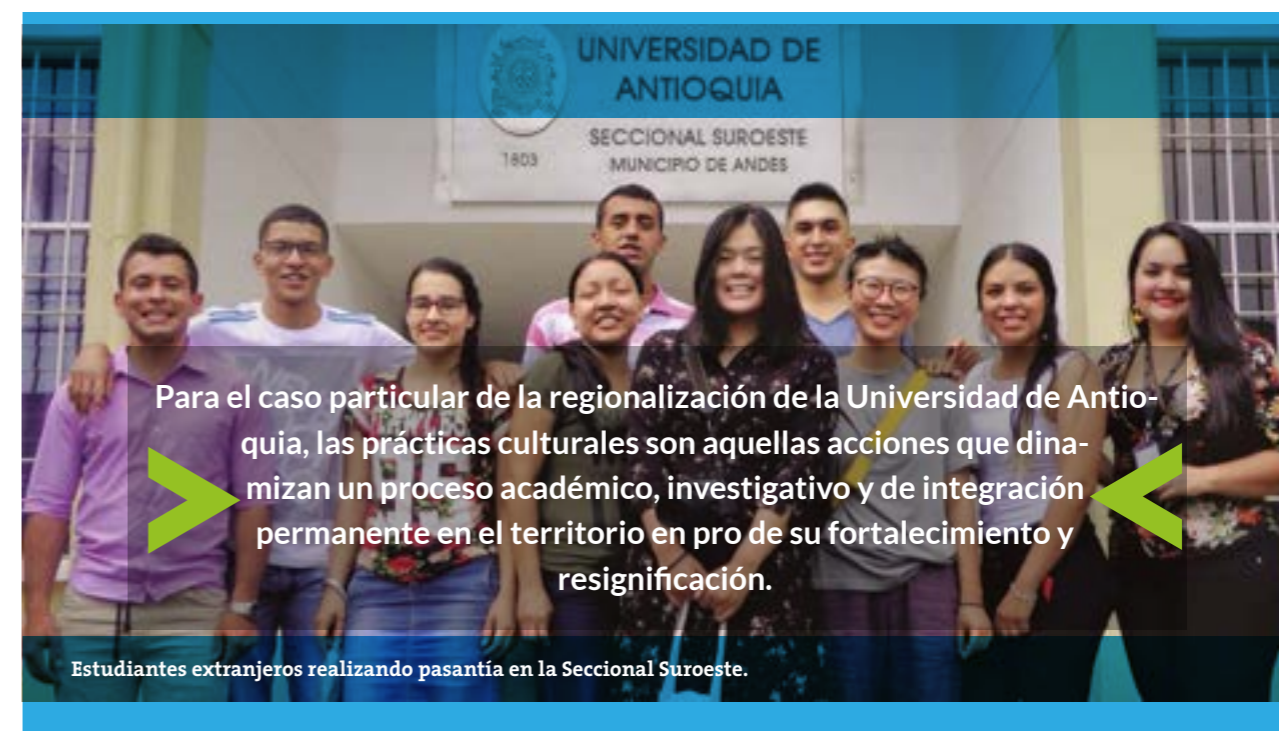 UNIVERSIDAD DE
ANTIOQUIA
SECCIONAL SUROESTE
1803
MUNICIPIO DE ANDES
Para el caso particular de la regionalización de la Universidad de Antio-
quia, las prácticas culturales son aquellas acciones que dina-
mizan un proceso académico, investigativo y de integración
permanente en el territorio en pro de su fortalecimiento y
resignificación.
Estudiantes extranjeros realizando pasantía en la Seccional Suroeste.